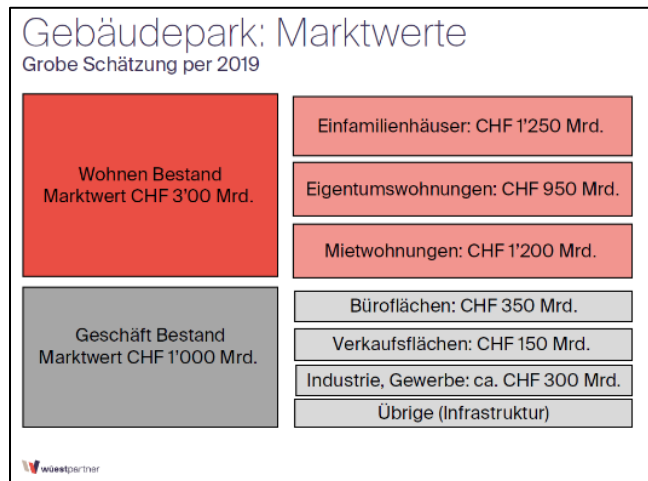 Gebäudepark: Marktwerte
Grobe Schätzung per 2019
Wohnen Bestand
Marktwert CHF 3'00 Mrd.
Einfamilienhäuser: CHF 1'250 Mrd.
Eigentumswohnungen: CHF 950 Mrd.
Mietwohnungen: CHF 1'200 Mrd.
Geschäft Bestand
Marktwert CHF 1'000 Mrd.
Büroflächen: CHF 350 Mrd.
Verkaufsflächen: CHF 150 Mrd.
Industrie, Gewerbe: ca. CHF 300 Mrd.
Übrige (Infrastruktur)
wüestpartner